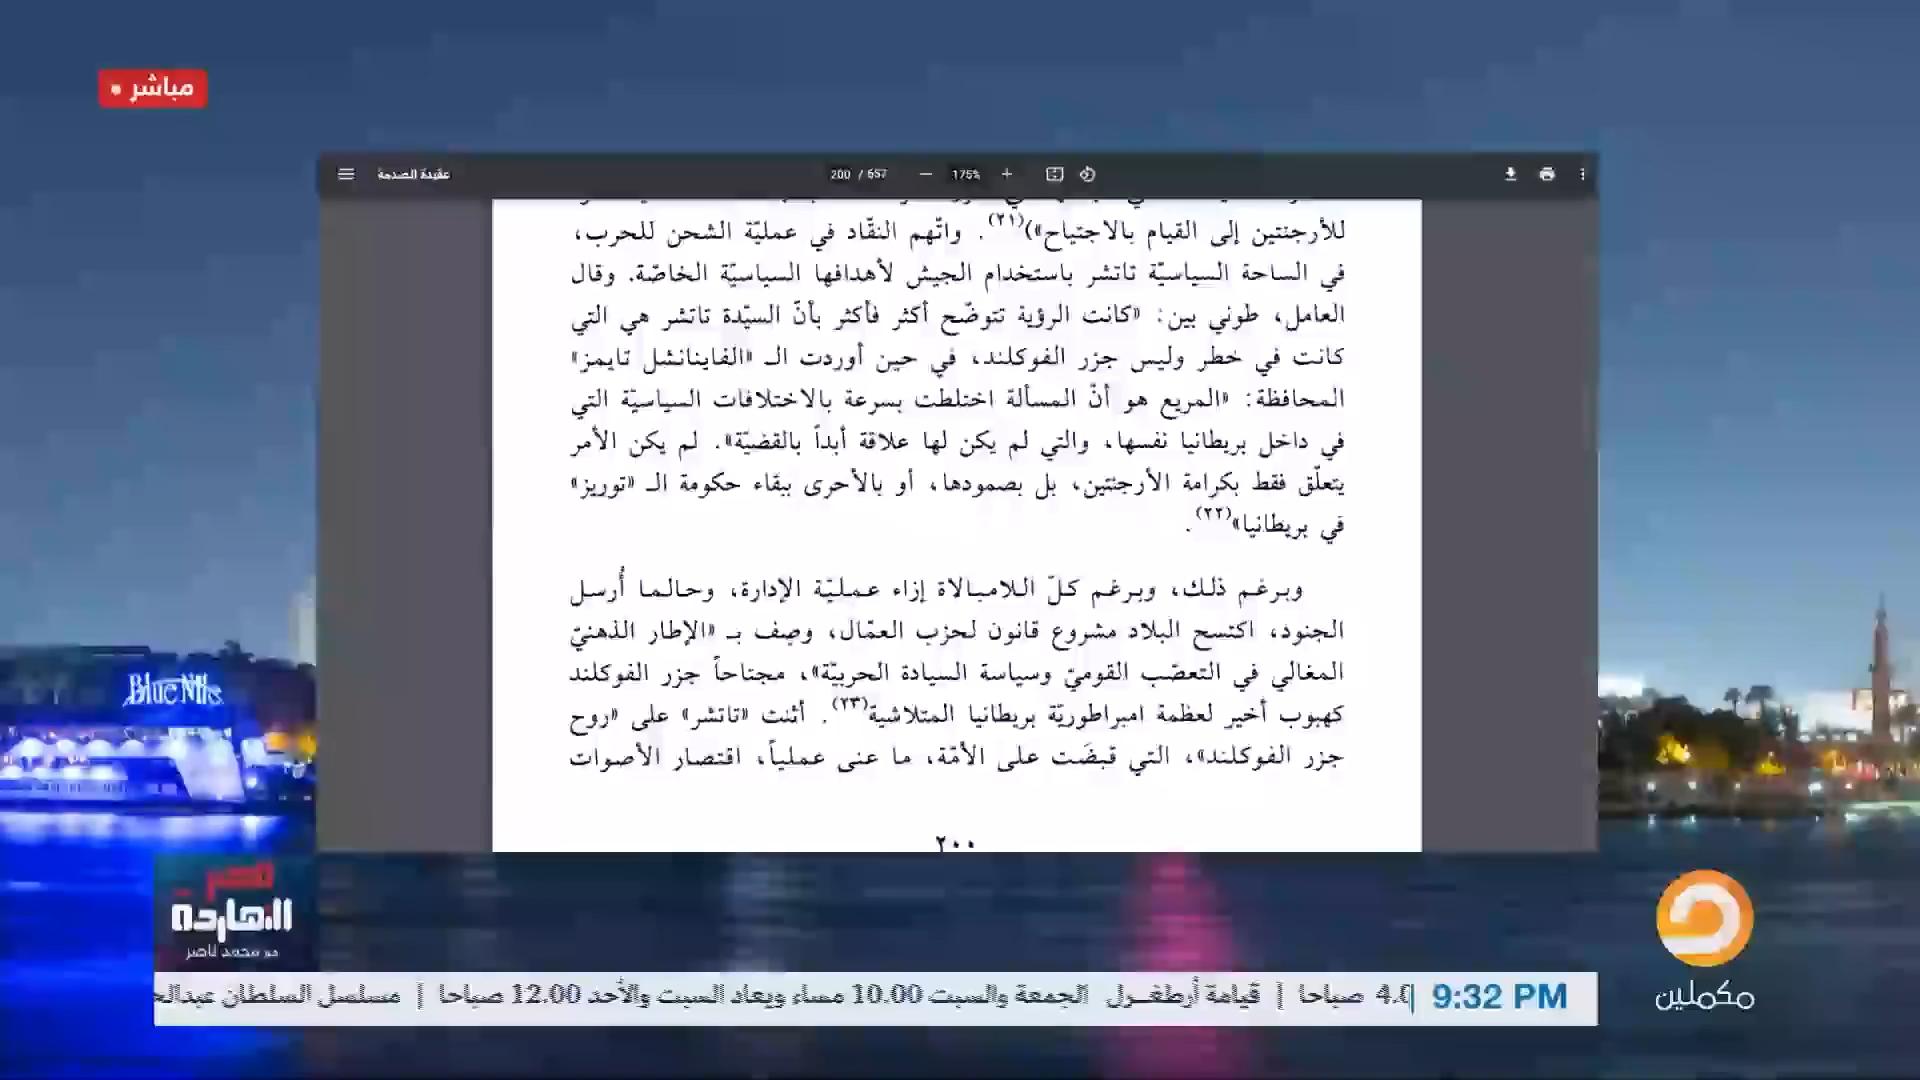 مباشر
عقيدة الصدمة
200 / 657
175%
للأرجنتين إلى القيام بالاجتياح»)(٢١). واتّهم النقّاد في عمليّة الشحن للحرب،
في الساحة السياسيّة تاتشر باستخدام الجيش لأهدافها السياسيّة الخاصّة. وقال
العامل، طوني بين: «كانت الرؤية تتوضّح أكثر فأكثر بأنّ السيّدة تاتشر هي التي
كانت في خطر وليس جزر الفوكلند، في حين أوردت الـ «الفايننشل تايمز»
المحافظة: «المريع هو أنّ المسألة اختلطت بسرعة بالاختلافات السياسيّة التي
في داخل بريطانيا نفسها، والتي لم يكن لها علاقة أبداً بالقضيّة». لم يكن الأمر
يتعلّق فقط بكرامة الأرجنتين، بل بصمودها، أو بالأحرى ببقاء حكومة الـ «توريز»
في بريطانيا»(٢٢).
وبرغم ذلك، وبرغم كلّ اللامبالاة إزاء عمليّة الإدارة، وحالما أُرسل
الجنود، اكتسح البلاد مشروع قانون لحزب العمّال، وصِف بـ «الإطار الذهنيّ
المغالي في التعصّب القوميّ وسياسة السيادة الحربيّة»، مجتاحاً جزر الفوكلند
كهبوب أخير لعظمة امبراطوريّة بريطانيا المتلاشية(٢٣). أثنت «تاتشر» على «روح
جزر الفوكلند»، التي قبضَت على الأمّة، ما عنى عملياً، اقتصار الأصوات
٢٠٠
Blue Nile
مصر
النهاردة
مع محمد ناصر
مكملين
9:32 PM
4.0 صباحا | قيامة أرطغرل الجمعة والسبت 10.00 مساء ويعاد السبت والأحد 12.00 صباحا | مسلسل السلطان عبدالح